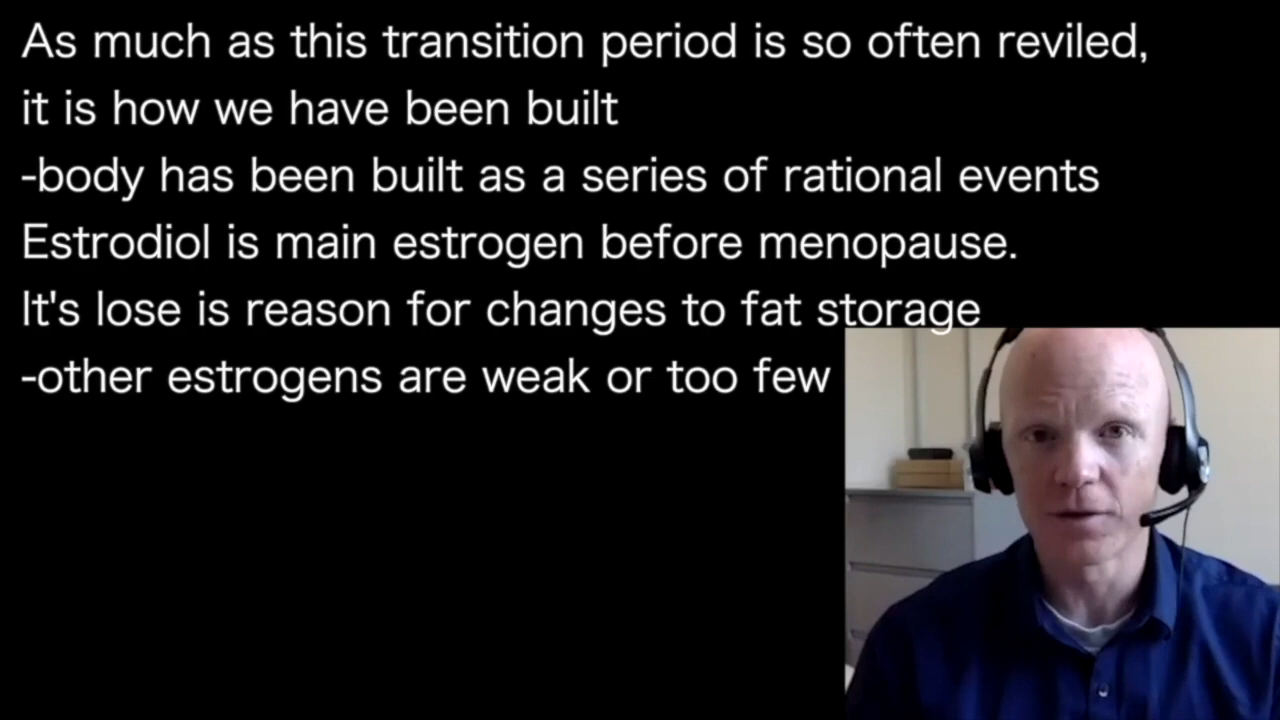 As much as this transition period is so often reviled,
it is how we have been built
-body has been built as a series of rational events
Estrodiol is main estrogen before menopause.
It's lose is reason for changes to fat storage
-other estrogens are weak or too few